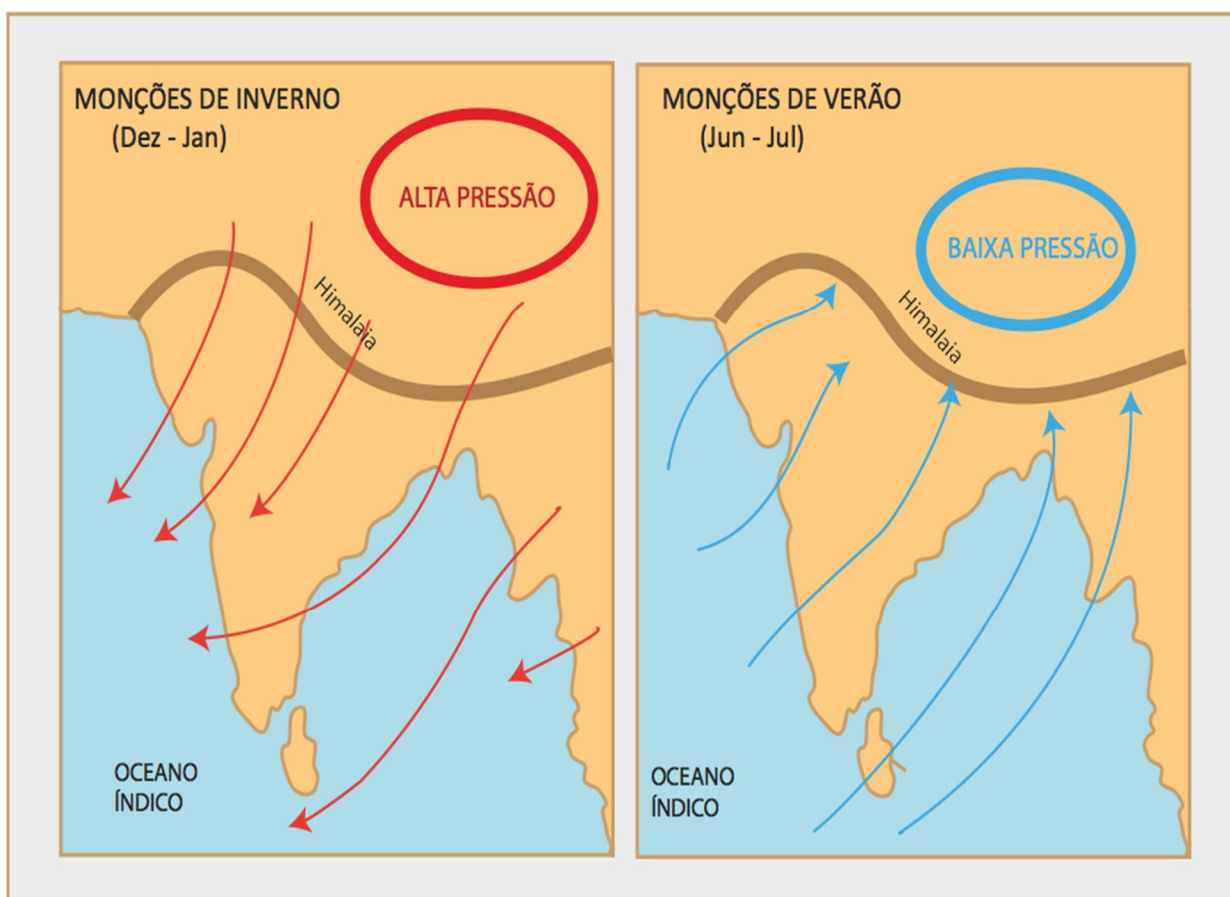 MONÇÕES DE INVERNO
(Dez - Jan)
ALTA PRESSÃO
Himalaia
OCEANO
ÍNDICO
MONÇÕES DE VERÃO
(Jun - Jul)
BAIXA PRESSÃO
Himalaia
OCEANO
ÍNDICO